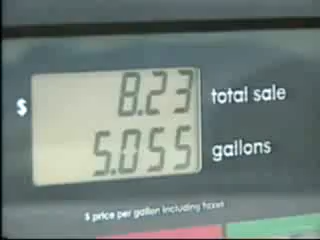 $ 8.23 total sale
5.055 gallons
$ price per gallon including taxes